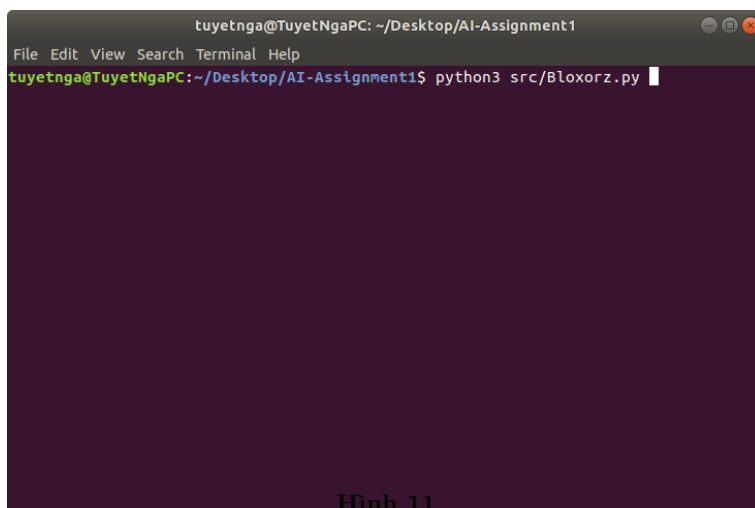 tuyetnga@TuyetNgaPC: ~/Desktop/AI-Assignment1
File Edit View Search Terminal Help
tuyetnga@TuyetNgaPC:~/Desktop/AI-Assignment1$ python3 src/Bloxorz.py
Hình 11